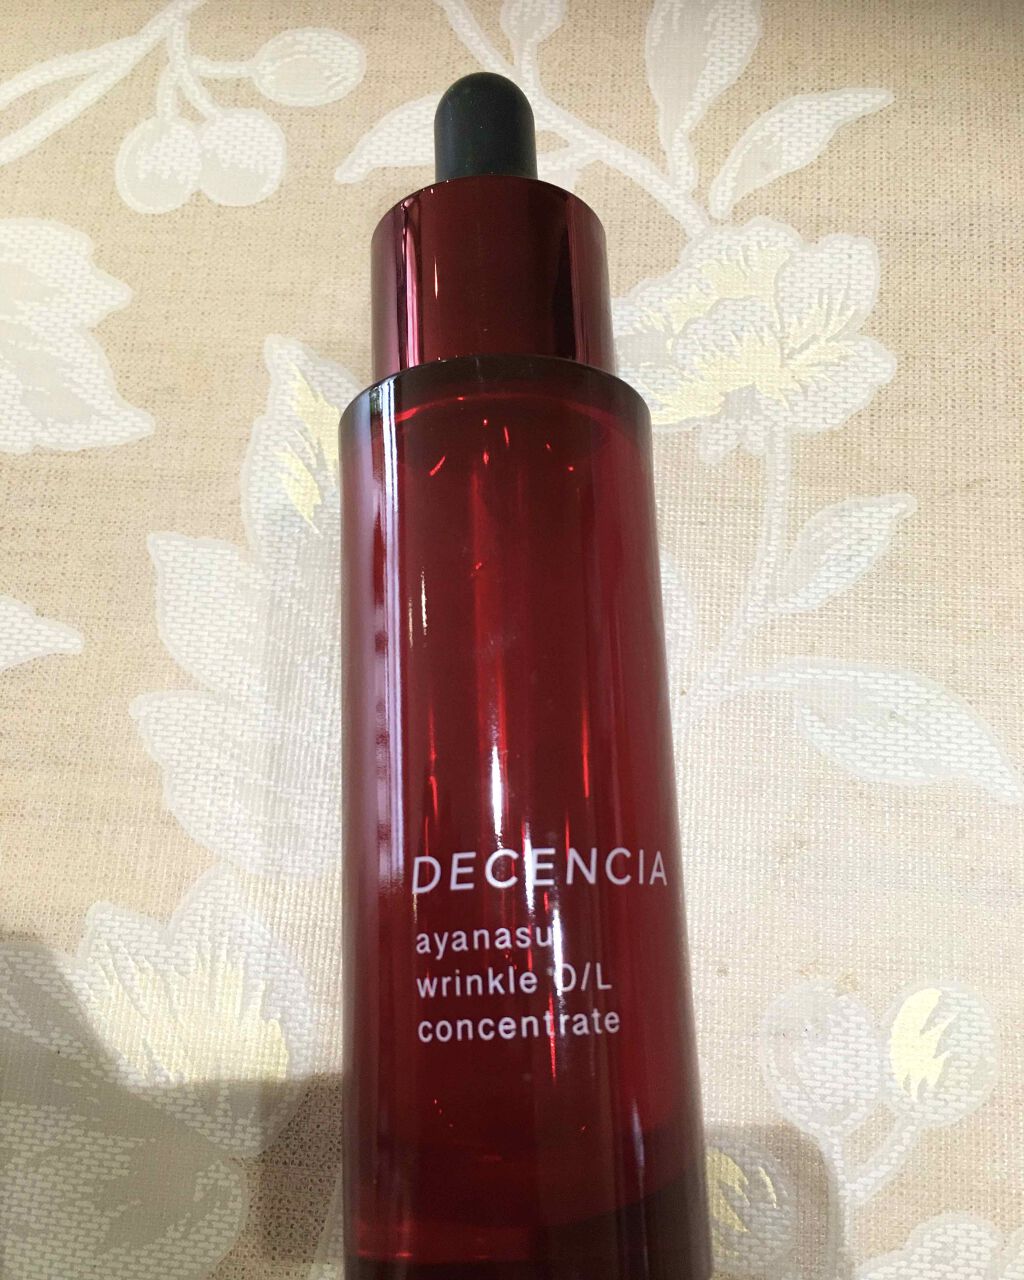 DECENCIA
ayanasu
wrinkle O/L
concentrate